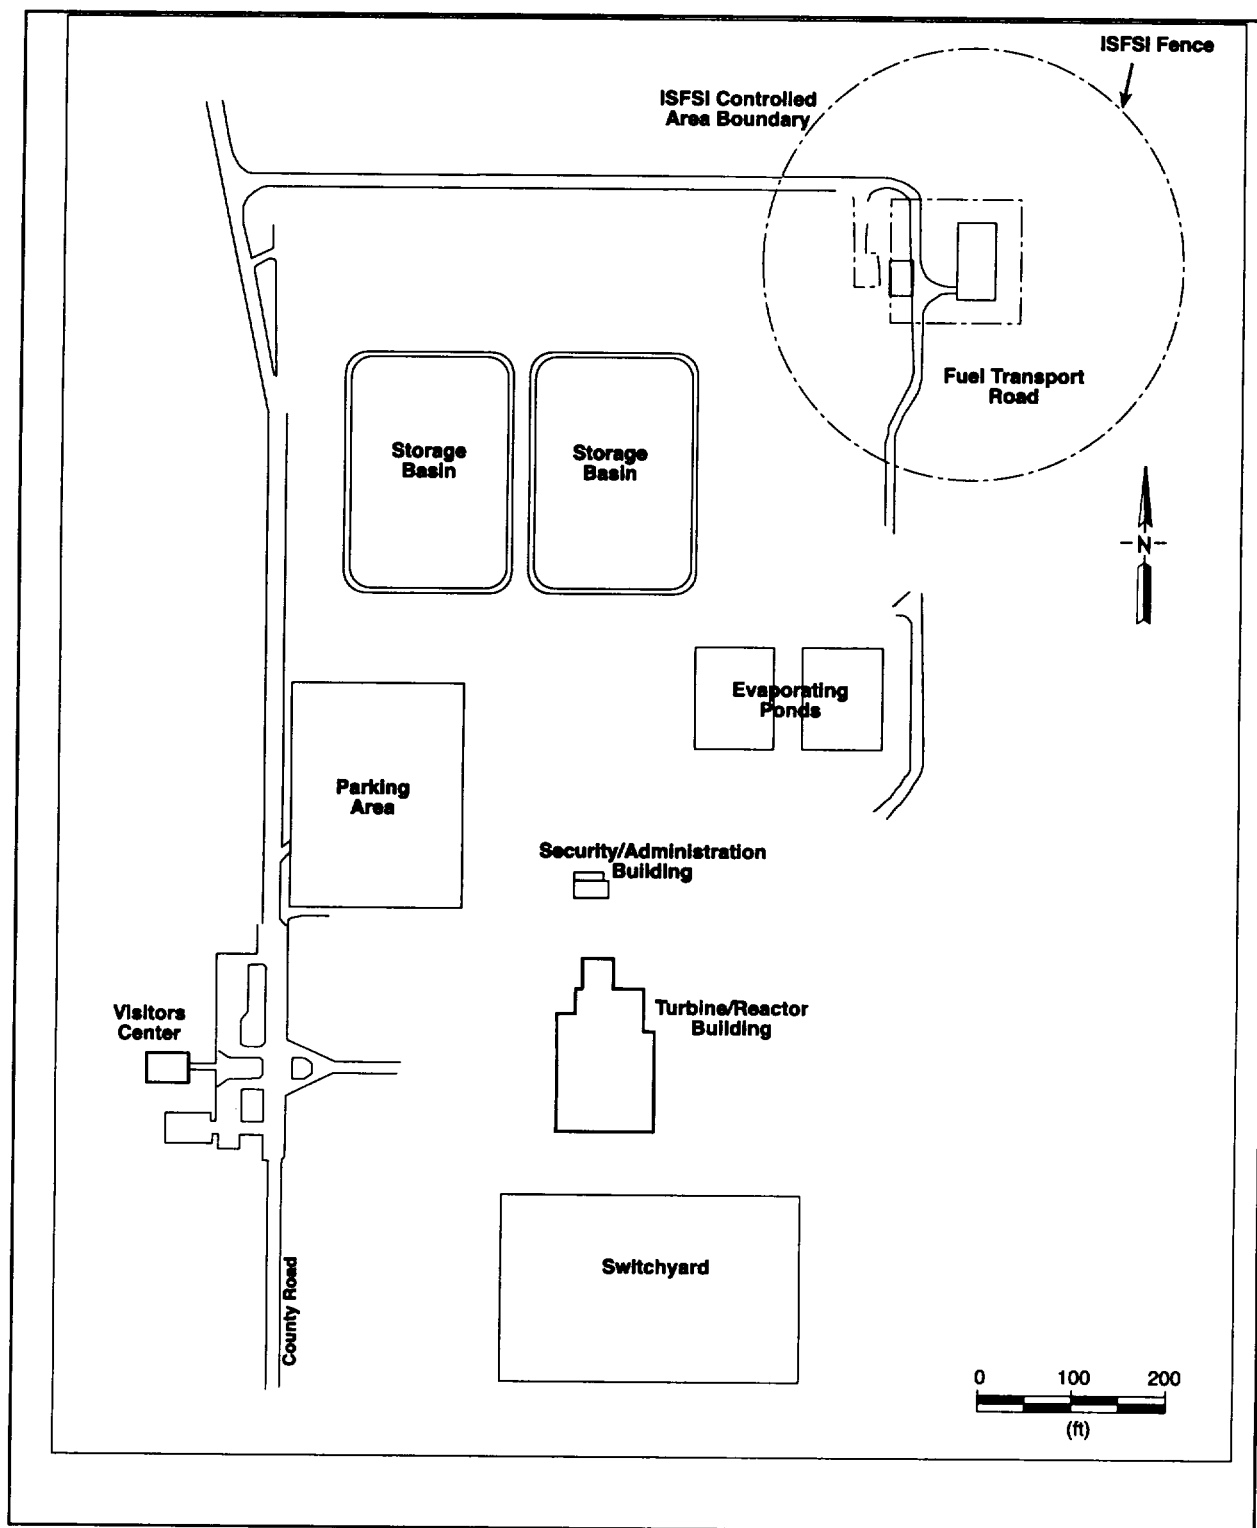 ISFSI Fence
ISFSI Controlled
Area Boundary
Fuel Transport
Road
Storage
Basin
Storage
Basin
N
Evaporating
Ponds
Parking
Area
Security/Administration
Building
Visitors
Center
Turbine/Reactor
Building
Switchyard
County Road
0 100 200
(ft)